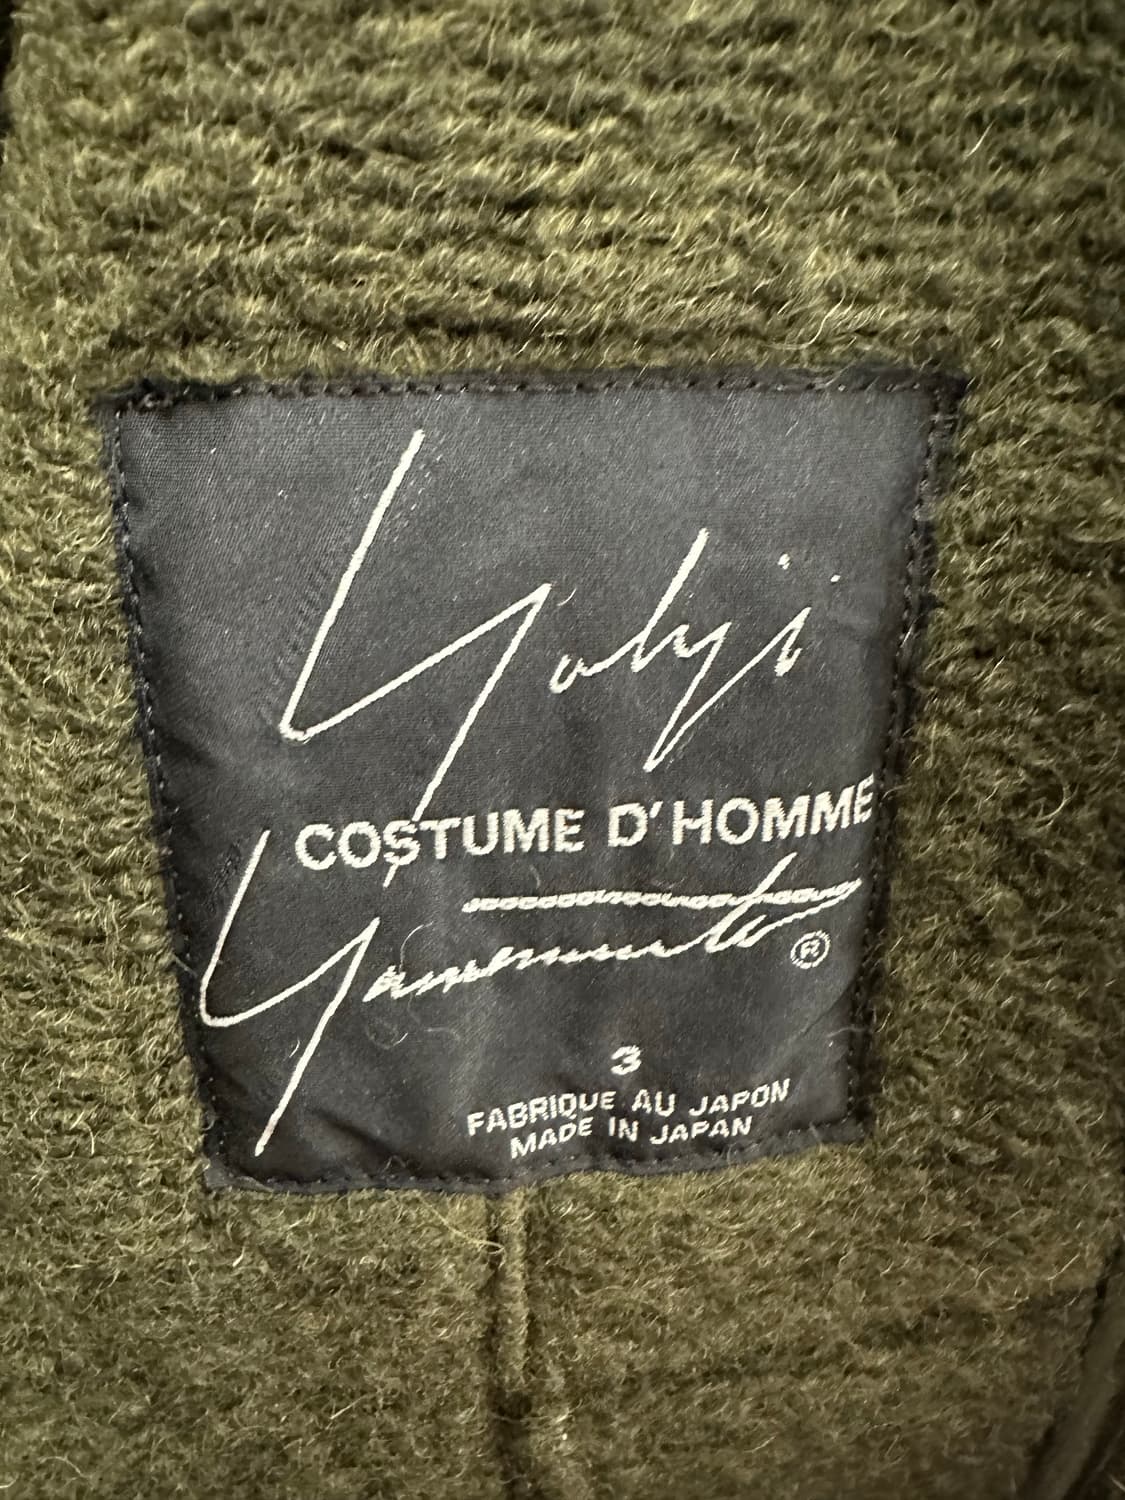 Yohji
COSTUME D'HOMME
Yamamoto ®
3
FABRIQUE AU JAPON
MADE IN JAPAN